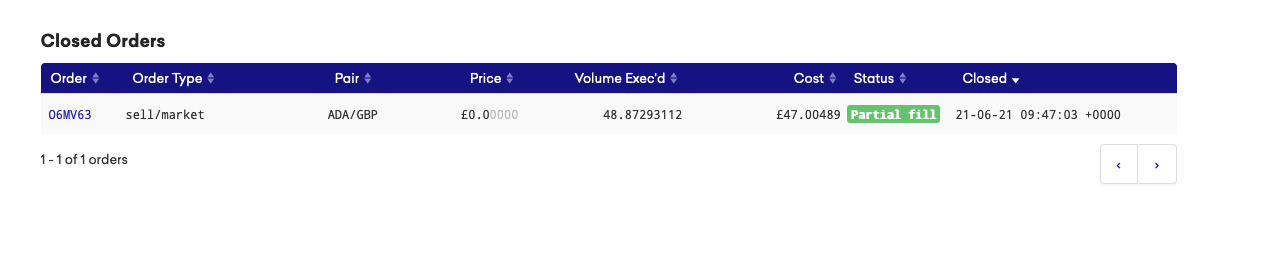 Closed Orders
Order Order Type Pair Price Volume Exec'd Cost Status Closed
O6MV63 sell/market ADA/GBP £0.00000 48.87293112 £47.00489 Partial fill 21-06-21 09:47:03 +0000
1 - 1 of 1 orders
‹ ›